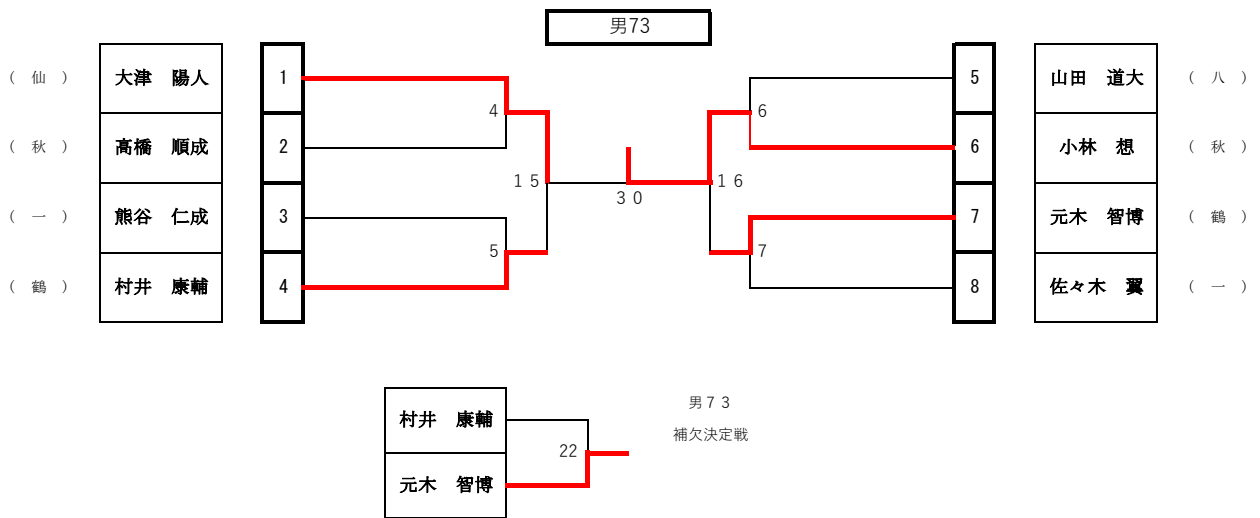 男73
（ 仙 ） 大津 陽人 1
（ 秋 ） 高橋 順成 2
（ 一 ） 熊谷 仁成 3
（ 鶴 ） 村井 康輔 4
4
5
15
30
16
6
7
5 山田 道大 （ 八 ）
6 小林 想 （ 秋 ）
7 元木 智博 （ 鶴 ）
8 佐々木 翼 （ 一 ）
村井 康輔
元木 智博
22
男７３
補欠決定戦